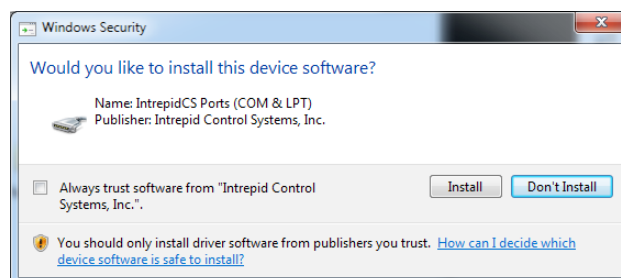 Windows Security
Would you like to install this device software?
Name: IntrepidCS Ports (COM & LPT)
Publisher: Intrepid Control Systems, Inc.
Always trust software from "Intrepid Control
Systems, Inc.".
Install
Don't Install
You should only install driver software from publishers you trust. How can I decide which
device software is safe to install?